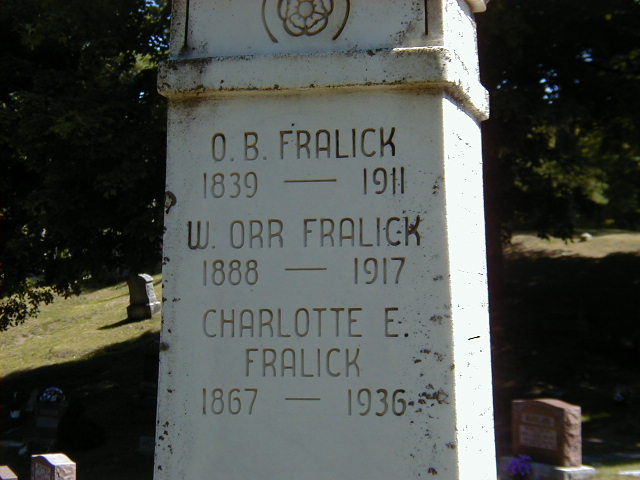 O. B. FRALICK
1839 — 1911
W. ORR FRALICK
1888 — 1917
CHARLOTTE E.
FRALICK
1867 — 1936